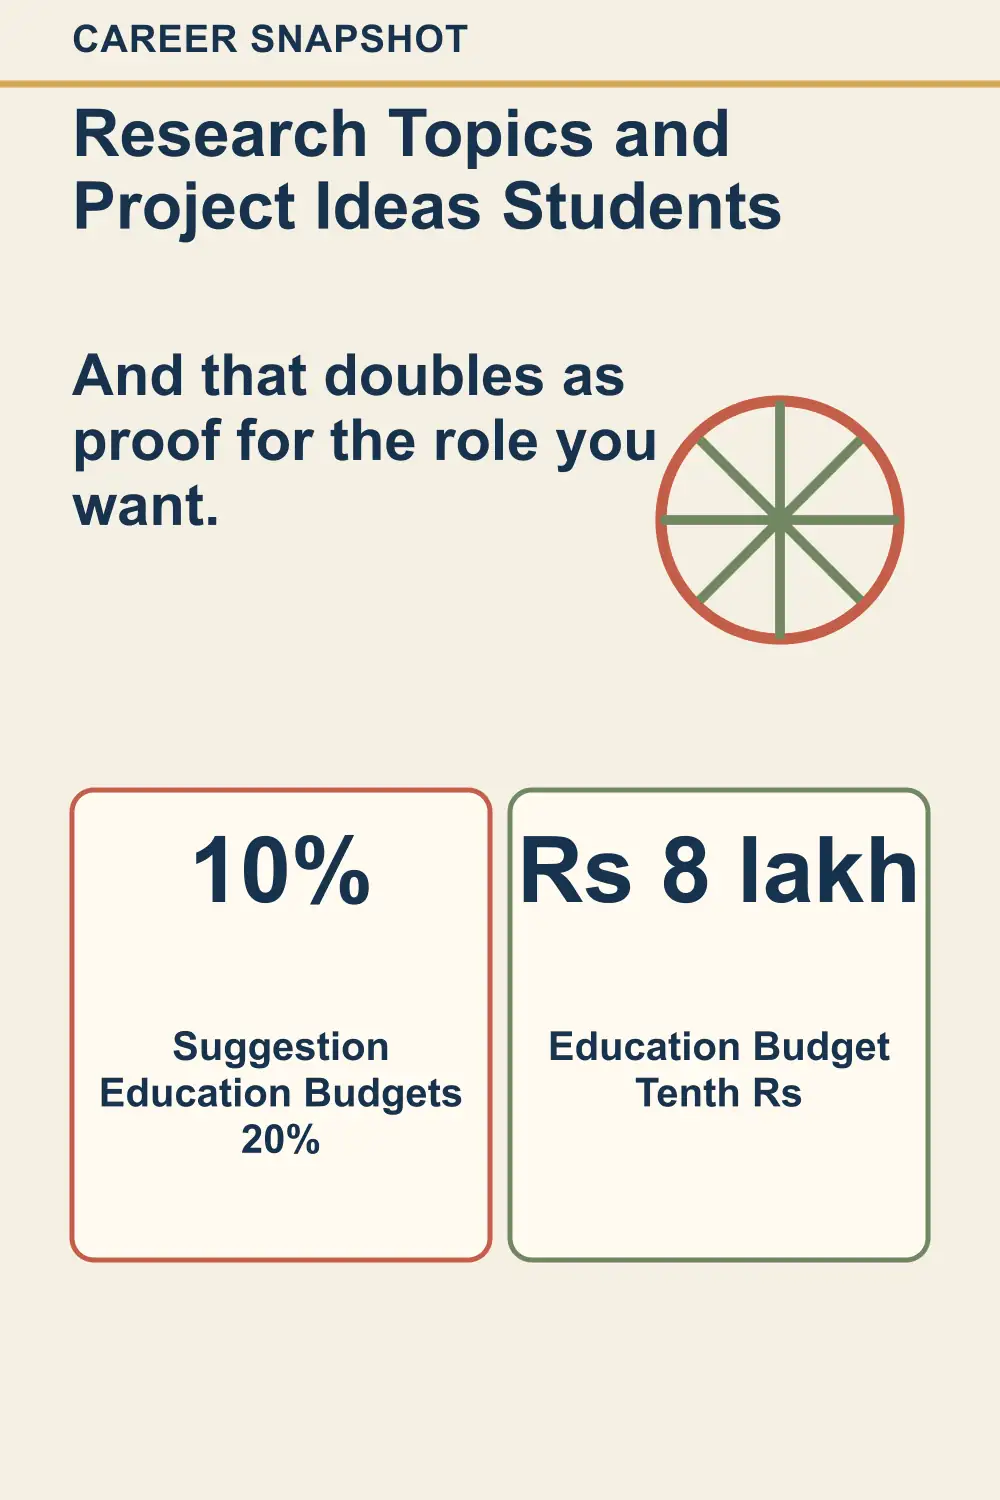 CAREER SNAPSHOT
Research Topics and
Project Ideas Students
And that doubles as
proof for the role you
want.
10%
Suggestion
Education Budgets
20%
Rs 8 lakh
Education Budget
Tenth Rs